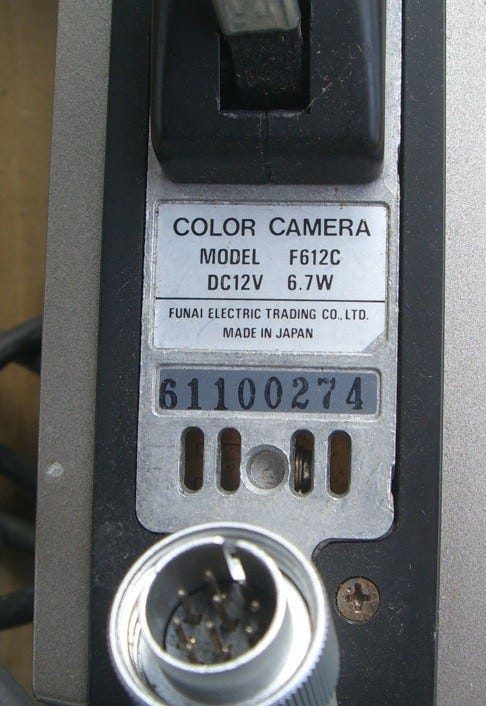 COLOR CAMERA
MODEL F612C
DC12V 6.7W
FUNAI ELECTRIC TRADING CO., LTD.
MADE IN JAPAN
61100274